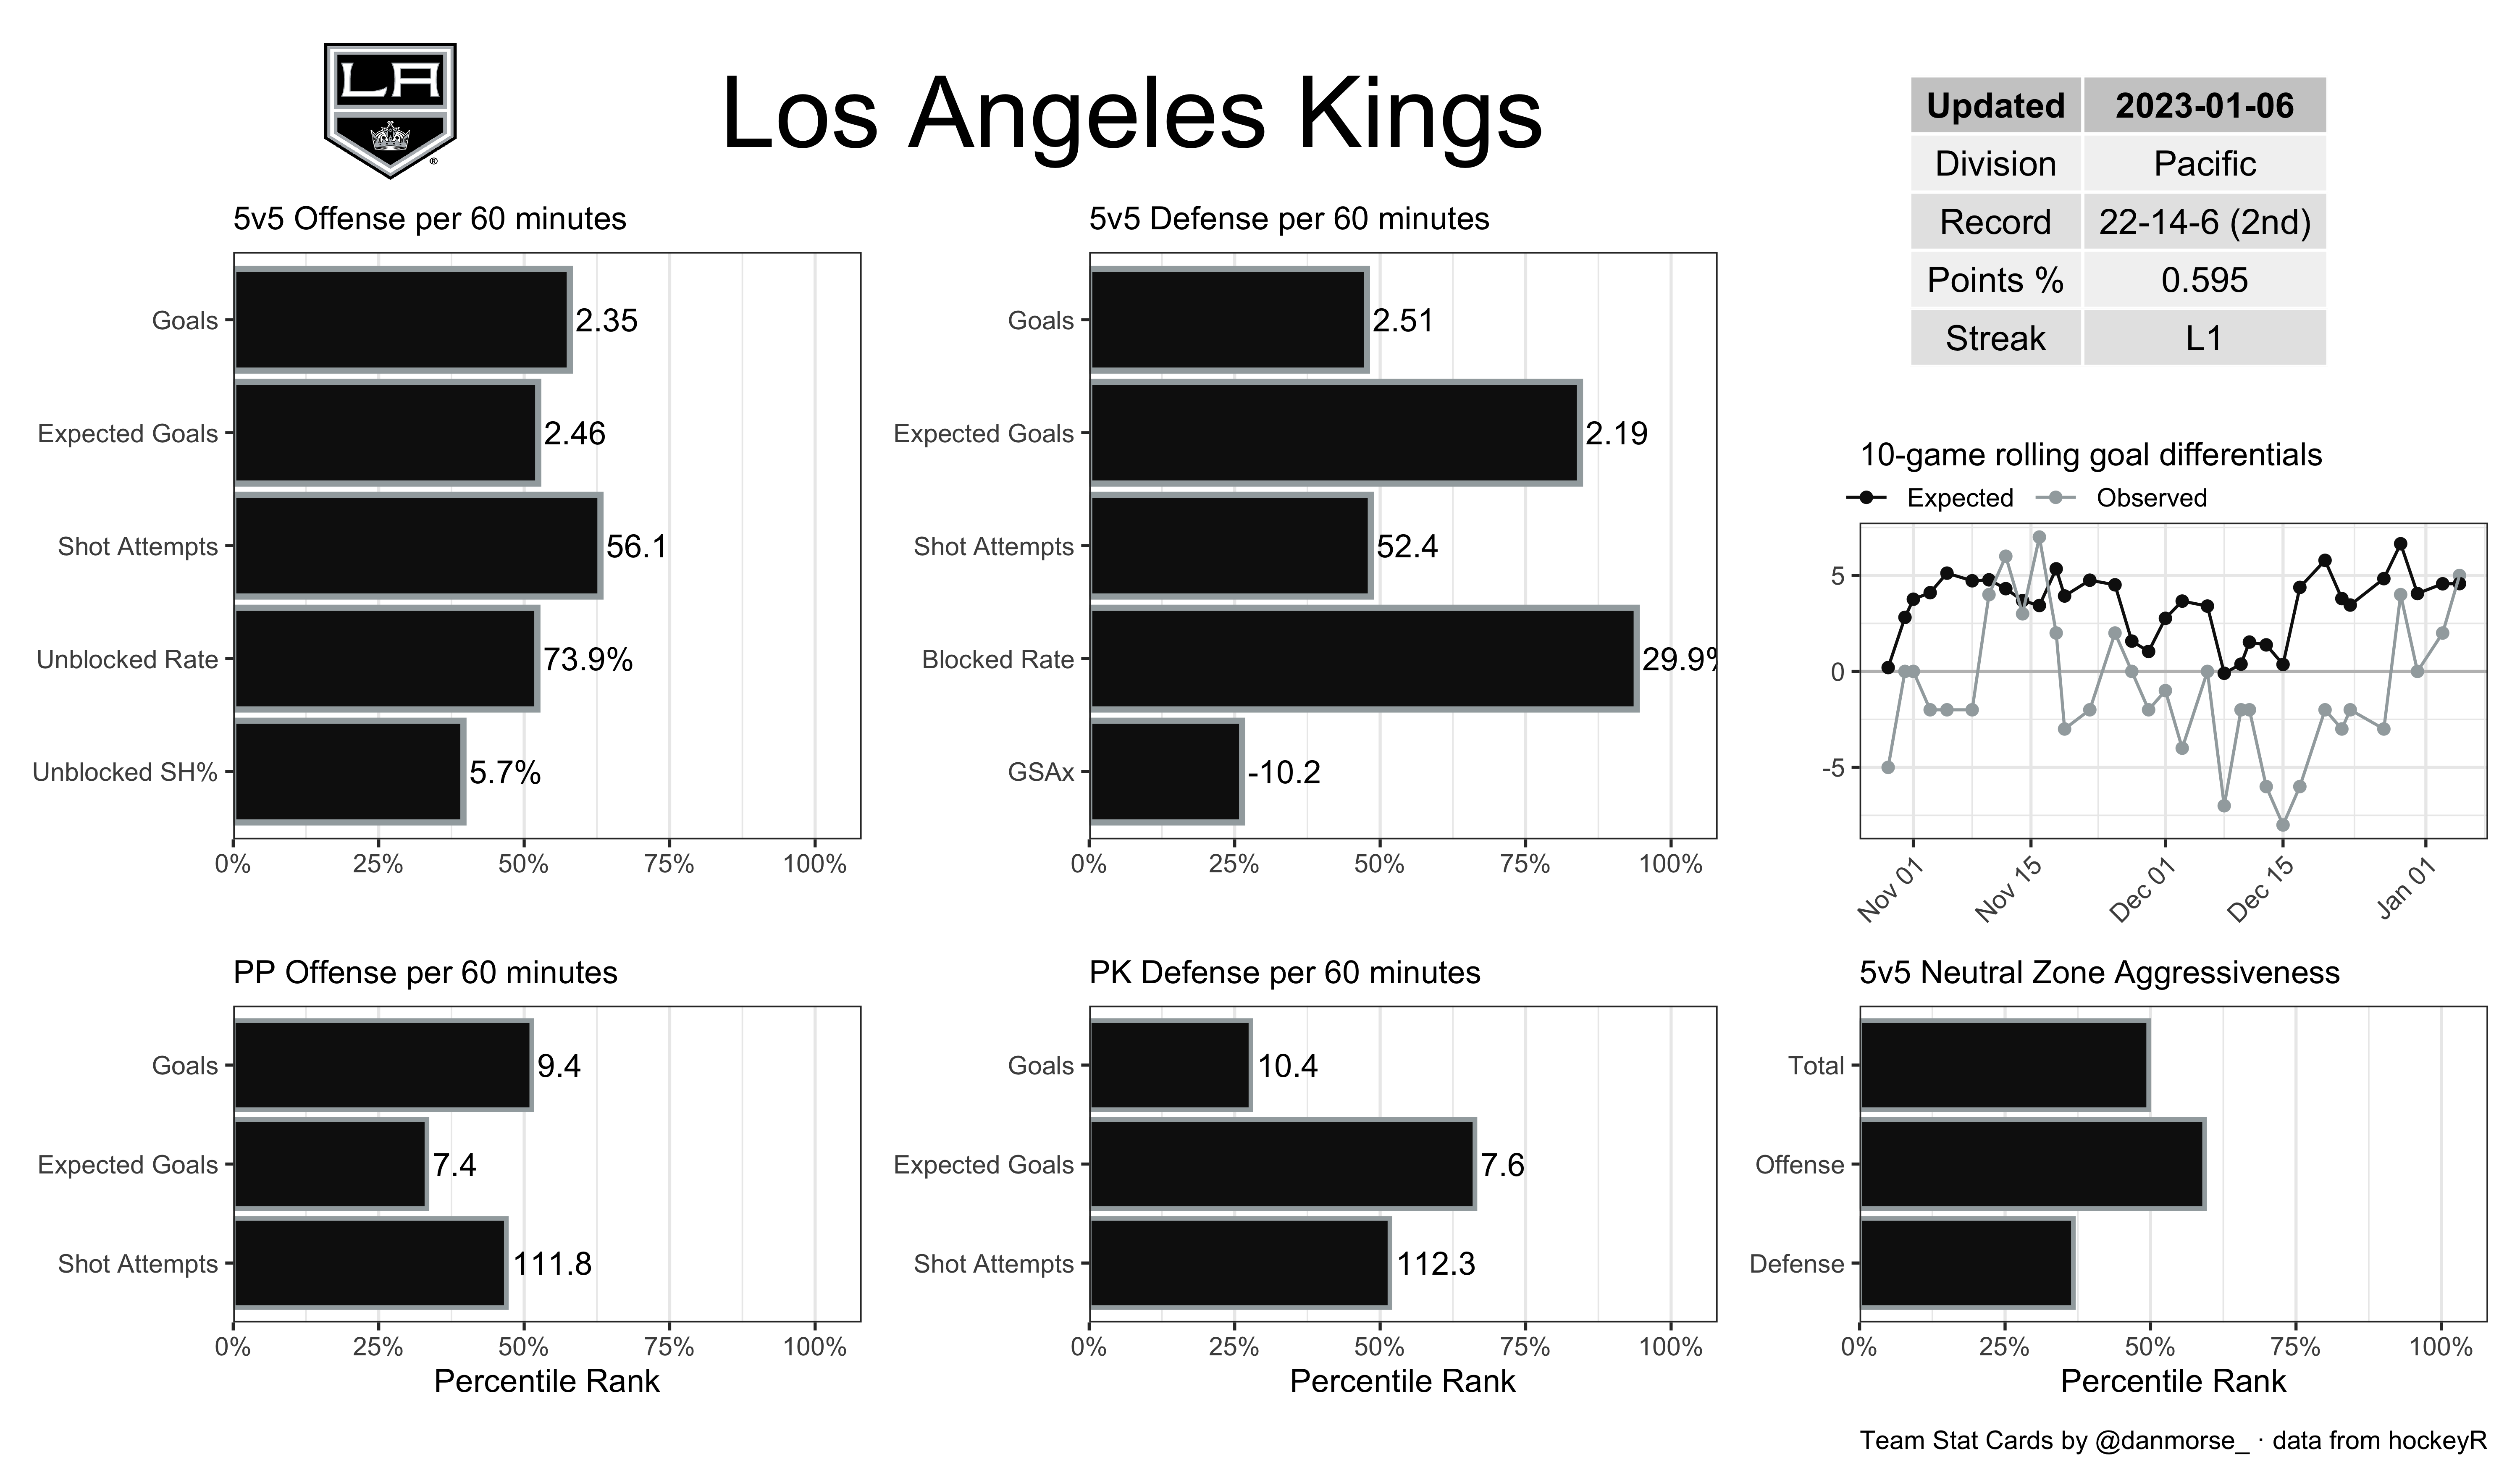 LA
®
Los Angeles Kings
Updated 2023-01-06
Division Pacific
Record 22-14-6 (2nd)
Points % 0.595
Streak L1
5v5 Offense per 60 minutes
Goals 2.35
Expected Goals 2.46
Shot Attempts 56.1
Unblocked Rate 73.9%
Unblocked SH% 5.7%
0% 25% 50% 75% 100%
5v5 Defense per 60 minutes
Goals 2.51
Expected Goals 2.19
Shot Attempts 52.4
Blocked Rate 29.9%
GSAx -10.2
0% 25% 50% 75% 100%
10-game rolling goal differentials
Expected Observed
5
0
-5
Nov 01 Nov 15 Dec 01 Dec 15 Jan 01
PP Offense per 60 minutes
Goals 9.4
Expected Goals 7.4
Shot Attempts 111.8
0% 25% 50% 75% 100%
Percentile Rank
PK Defense per 60 minutes
Goals 10.4
Expected Goals 7.6
Shot Attempts 112.3
0% 25% 50% 75% 100%
Percentile Rank
5v5 Neutral Zone Aggressiveness
Total
Offense
Defense
0% 25% 50% 75% 100%
Percentile Rank
Team Stat Cards by @danmorse_ · data from hockeyR